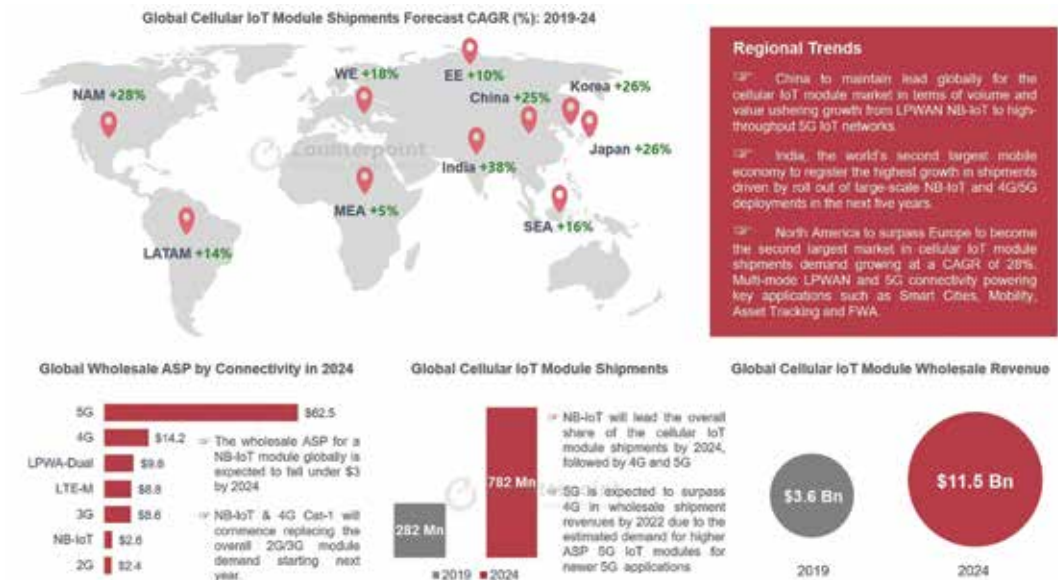 Global Cellular IoT Module Shipments Forecast CAGR (%): 2019-24
NAM +28%
WE +18%
EE +10%
China +25%
Korea +26%
Japan +26%
India +38%
MEA +5%
SEA +16%
LATAM +14%
Counterpoint
Regional Trends
☞ China to maintain lead globally for the
cellular IoT module market in terms of volume and
value ushering growth from LPWAN NB-IoT to high-
throughput 5G IoT networks.
☞ India, the world's second largest mobile
economy to register the highest growth in shipments
driven by roll out of large-scale NB-IoT and 4G/5G
deployments in the next five years.
☞ North America to surpass Europe to become
the second largest market in cellular IoT module
shipments demand growing at a CAGR of 28%.
Multi-mode LPWAN and 5G connectivity powering
key applications such as Smart Cities, Mobility,
Asset Tracking and FWA.
Global Wholesale ASP by Connectivity in 2024
5G $62.5
4G $14.2
LPWA-Dual $9.6
LTE-M $8.8
3G $8.6
NB-IoT $2.6
2G $2.4
☞ The wholesale ASP for a
NB-IoT module globally is
expected to fall under $3
by 2024
☞ NB-IoT & 4G Cat-1 will
commence replacing the
overall 2G/3G module
demand starting next
year.
Global Cellular IoT Module Shipments
282 Mn
782 Mn
2019 2024
☞ NB-IoT will lead the overall
share of the cellular IoT
module shipments by 2024,
followed by 4G and 5G
☞ 5G is expected to surpass
4G in wholesale shipment
revenues by 2022 due to the
estimated demand for higher
ASP 5G IoT modules for
newer 5G applications
Global Cellular IoT Module Wholesale Revenue
$3.6 Bn
$11.5 Bn
2019
2024